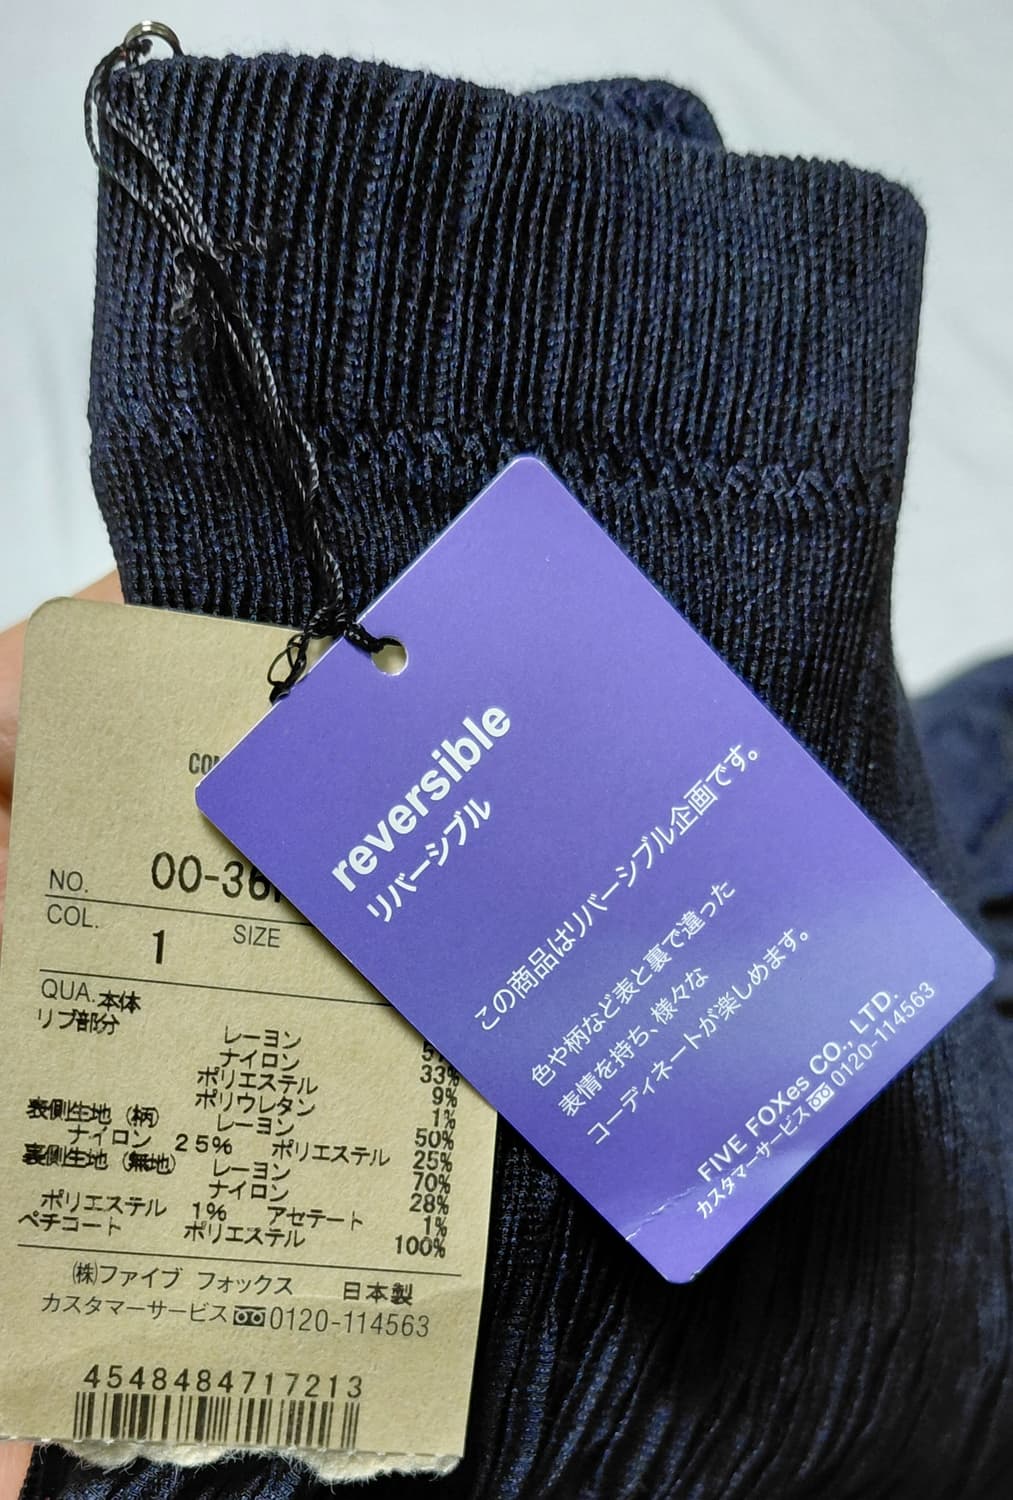 reversible
リバーシブル
この商品はリバーシブル企画です。
色や柄など表と裏で違った
表情を持ち、様々な
コーディネートが楽しめます。
FIVE FOXes CO., LTD.
カスタマーサービス 0120-114563
NO. 00-36
COL. 1 SIZE
QUA. 本体
リブ部分
レーヨン
ナイロン 33%
ポリエステル 9%
ポリウレタン 1%
表側生地（柄） レーヨン 50%
ナイロン 25% ポリエステル 25%
裏側生地（無地） レーヨン 70%
ナイロン 28%
ポリエステル 1% アセテート 1%
ペチコート ポリエステル 100%
㈱ファイブ フォックス 日本製
カスタマーサービス 0120-114563
4548484717213